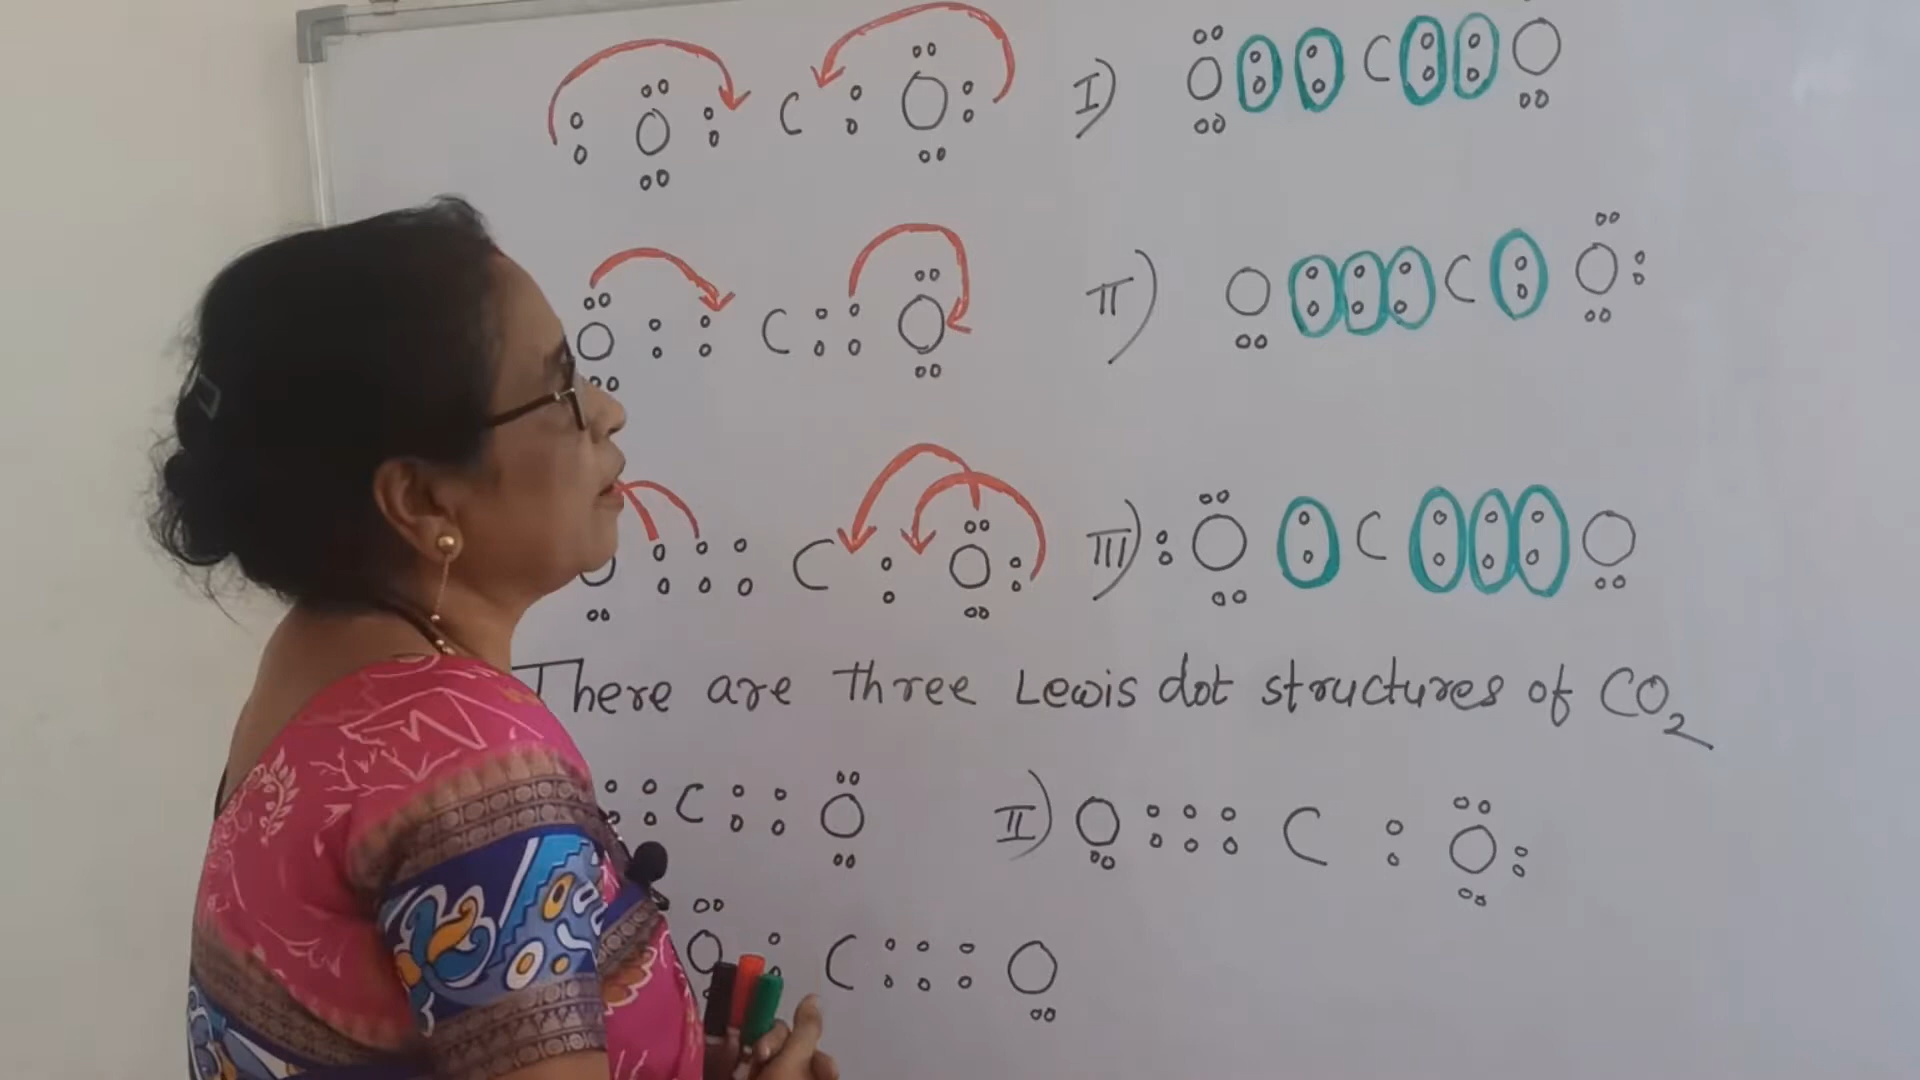 O C O I) O C O
O C O II) O C O
O C O III) O C O
There are three Lewis dot structures of CO2
C O II) O C O
O C O